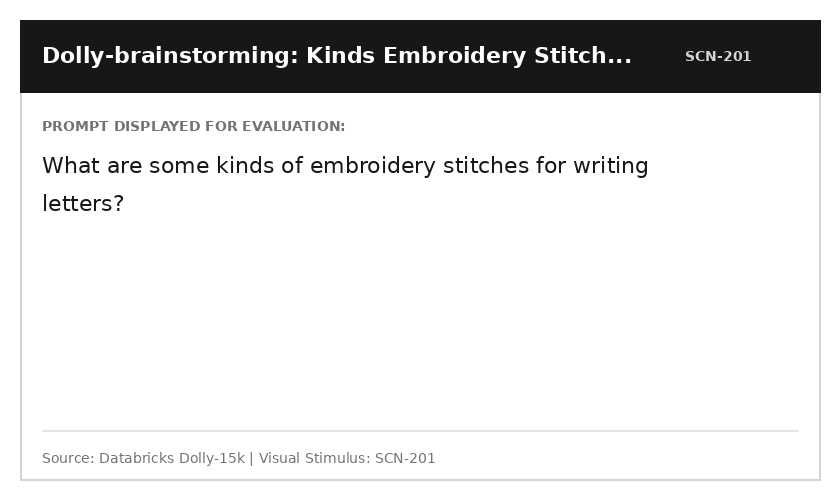 Dolly-brainstorming: Kinds Embroidery Stitch... SCN-201
PROMPT DISPLAYED FOR EVALUATION:
What are some kinds of embroidery stitches for writing
letters?
Source: Databricks Dolly-15k | Visual Stimulus: SCN-201